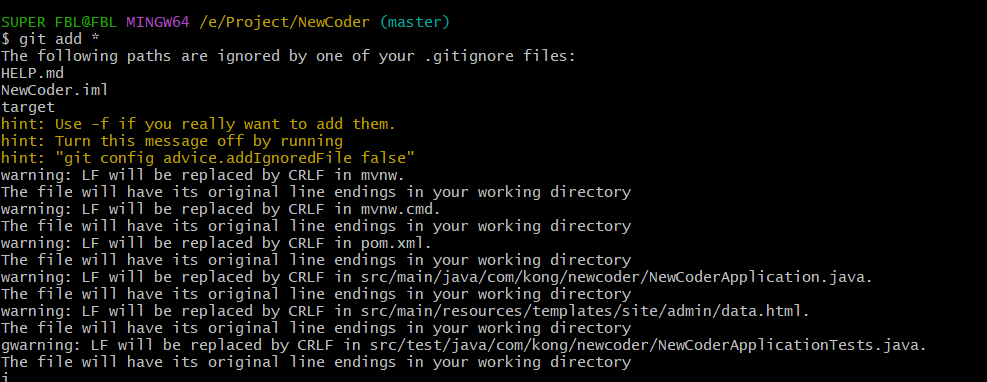 SUPER FBL@FBL MINGW64 /e/Project/NewCoder (master)
$ git add *
The following paths are ignored by one of your .gitignore files:
HELP.md
NewCoder.iml
target
hint: Use -f if you really want to add them.
hint: Turn this message off by running
hint: "git config advice.addIgnoredFile false"
warning: LF will be replaced by CRLF in mvnw.
The file will have its original line endings in your working directory
warning: LF will be replaced by CRLF in mvnw.cmd.
The file will have its original line endings in your working directory
warning: LF will be replaced by CRLF in pom.xml.
The file will have its original line endings in your working directory
warning: LF will be replaced by CRLF in src/main/java/com/kong/newcoder/NewCoderApplication.java.
The file will have its original line endings in your working directory
warning: LF will be replaced by CRLF in src/main/resources/templates/site/admin/data.html.
The file will have its original line endings in your working directory
gwarning: LF will be replaced by CRLF in src/test/java/com/kong/newcoder/NewCoderApplicationTests.java.
The file will have its original line endings in your working directory
i